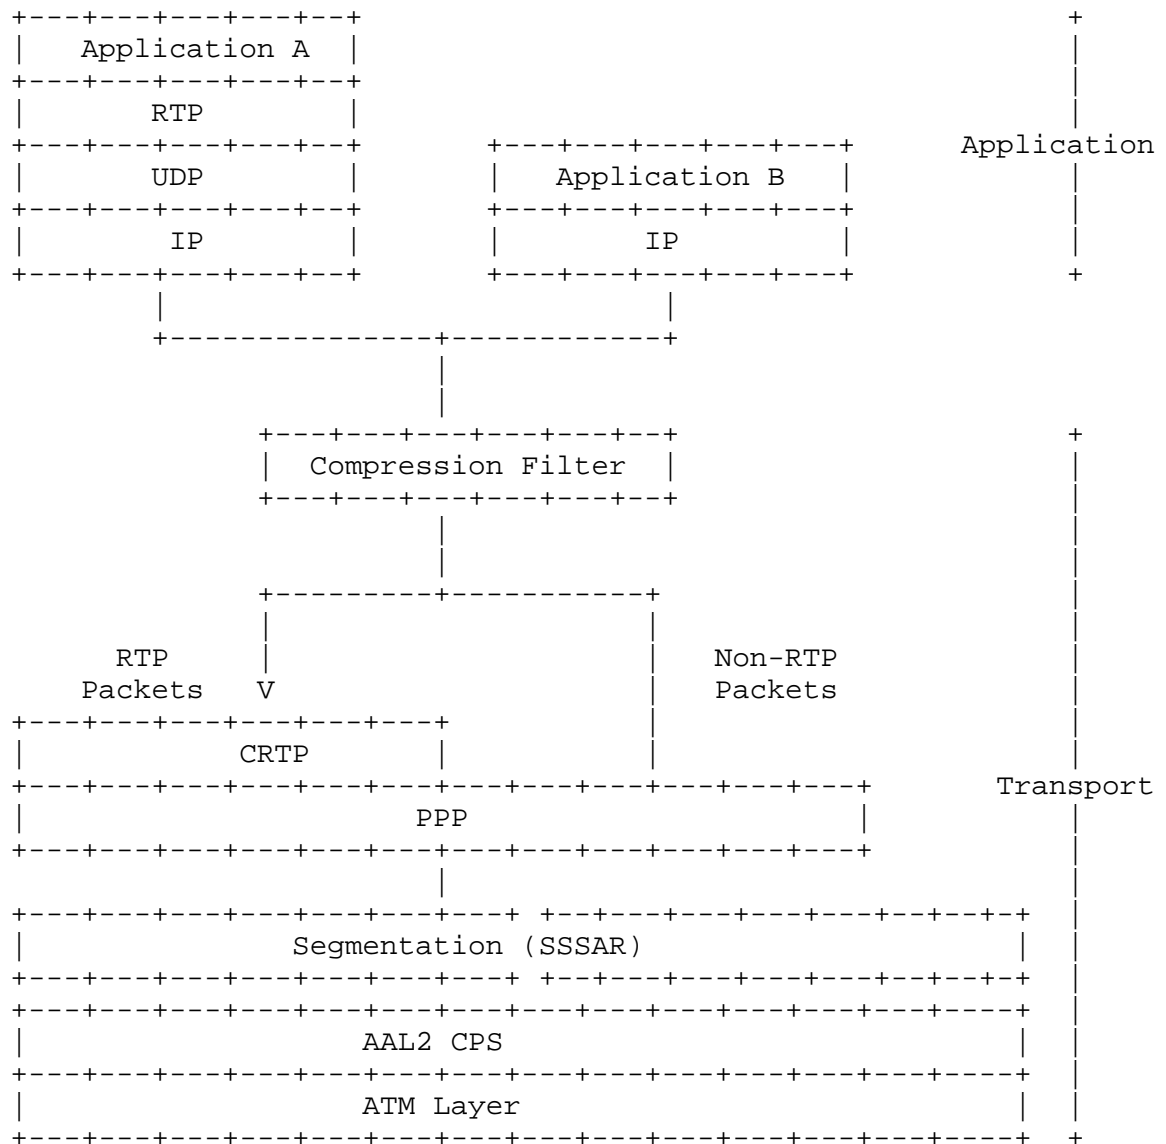 Application A
RTP
Application
UDP Application B
IP IP
Compression Filter
RTP Non-RTP
Packets V Packets
CRTP
Transport
PPP
Segmentation (SSSAR)
AAL2 CPS
ATM Layer